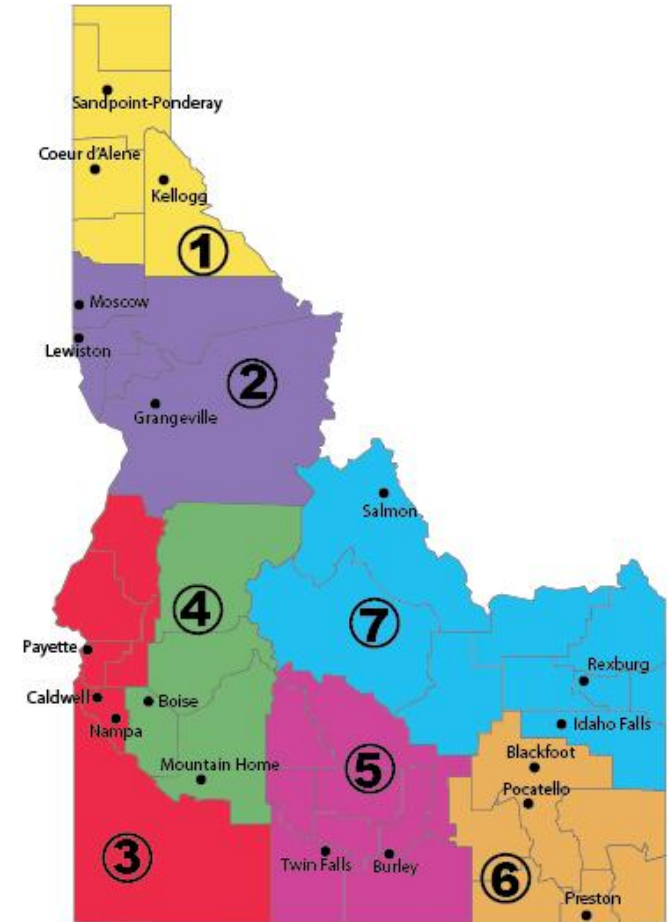 Sandpoint-Ponderay
Coeur d'Alene
Kellogg
1
Moscow
Lewiston
2
Grangeville
Salmon
4
7
Payette
Rexburg
Caldwell
Boise
Nampa
Idaho Falls
Blackfoot
Mountain Home
5
Pocatello
3
Twin Falls
Burley
6
Preston